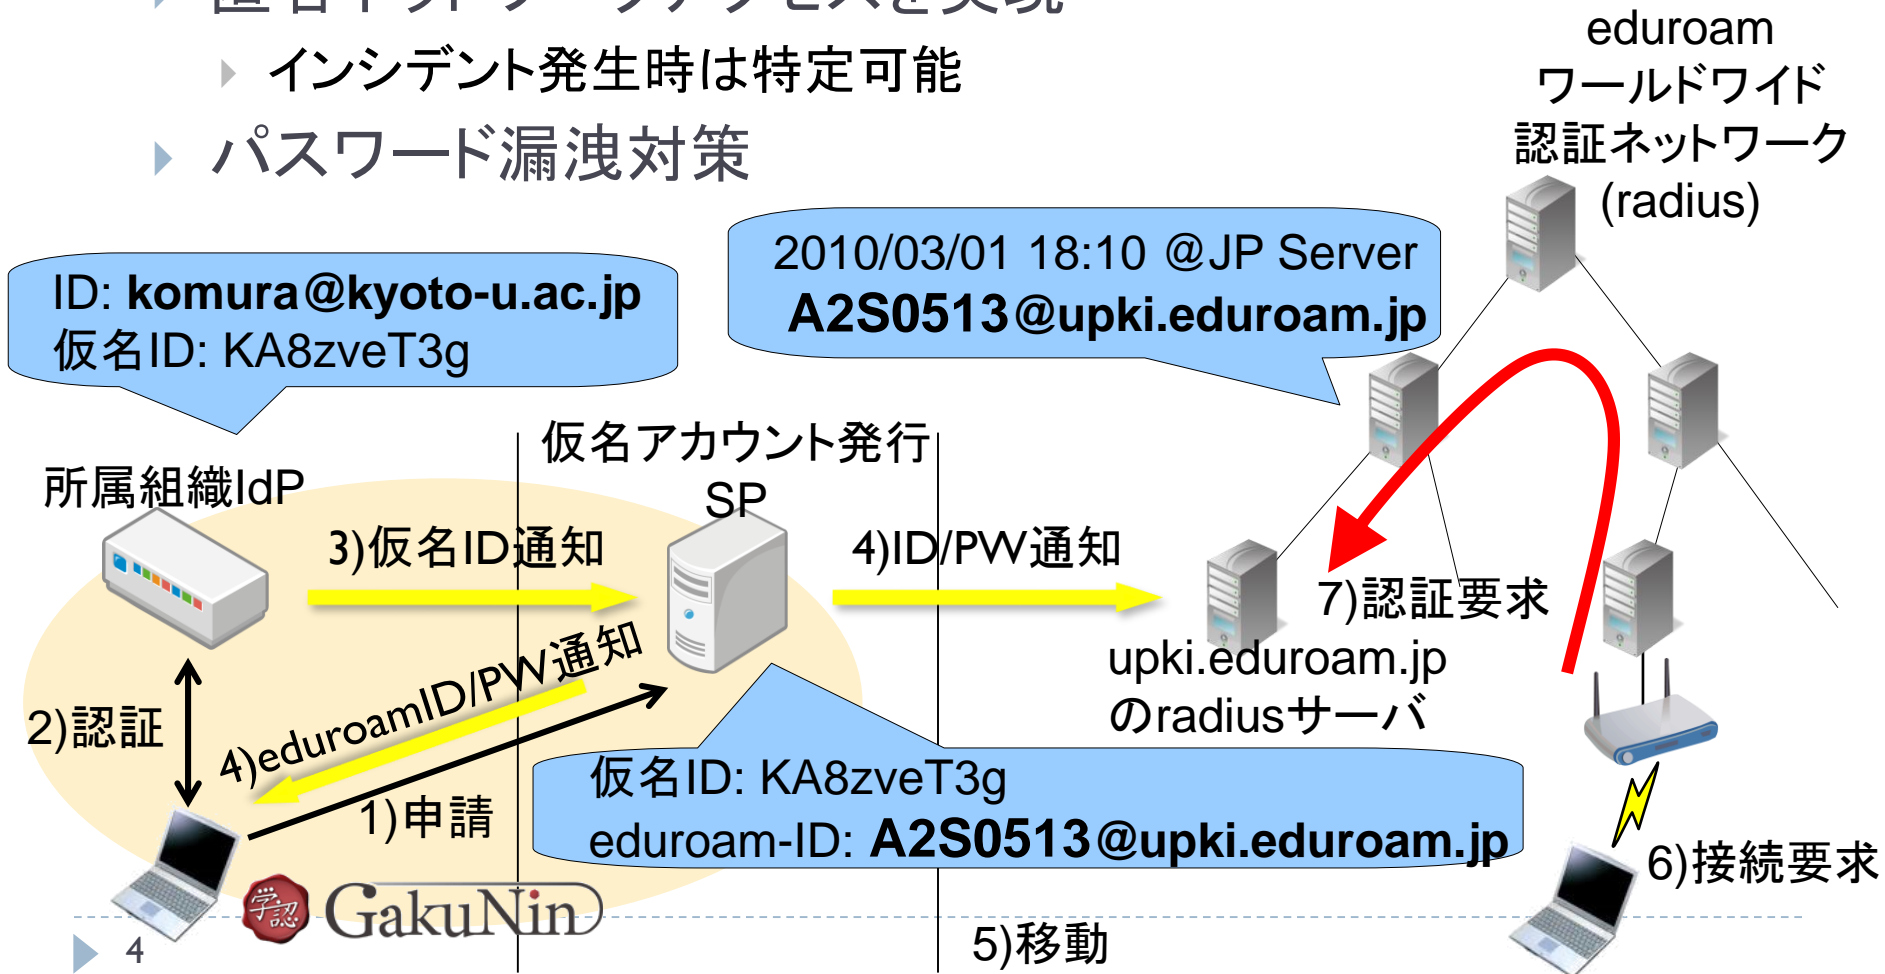 インシデント発生時は特定可能
パスワード漏洩対策
eduroam
ワールドワイド
認証ネットワーク
(radius)
2010/03/01 18:10 @JP Server
A2S0513@upki.eduroam.jp
ID: komura@kyoto-u.ac.jp
仮名ID: KA8zveT3g
仮名アカウント発行
SP
所属組織IdP
3)仮名ID通知
4)ID/PW通知
7)認証要求
upki.eduroam.jp
のradiusサーバ
2)認証
4)eduroamID/PW通知
1)申請
仮名ID: KA8zveT3g
eduroam-ID: A2S0513@upki.eduroam.jp
6)接続要求
学認 GakuNin
5)移動
4